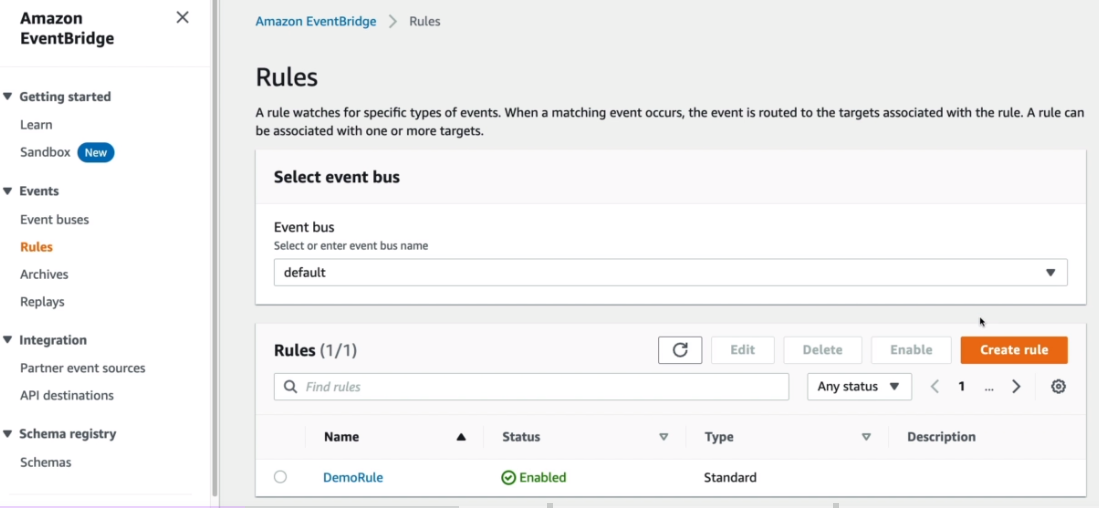 Amazon
EventBridge
Getting started
Learn
Sandbox New
Events
Event buses
Rules
Archives
Replays
Integration
Partner event sources
API destinations
Schema registry
Schemas
Amazon EventBridge > Rules
Rules
A rule watches for specific types of events. When a matching event occurs, the event is routed to the targets associated with the rule. A rule can
be associated with one or more targets.
Select event bus
Event bus
Select or enter event bus name
default
Rules (1/1) Edit Delete Enable Create rule
Find rules Any status 1 ...
Name Status Type Description
DemoRule Enabled Standard